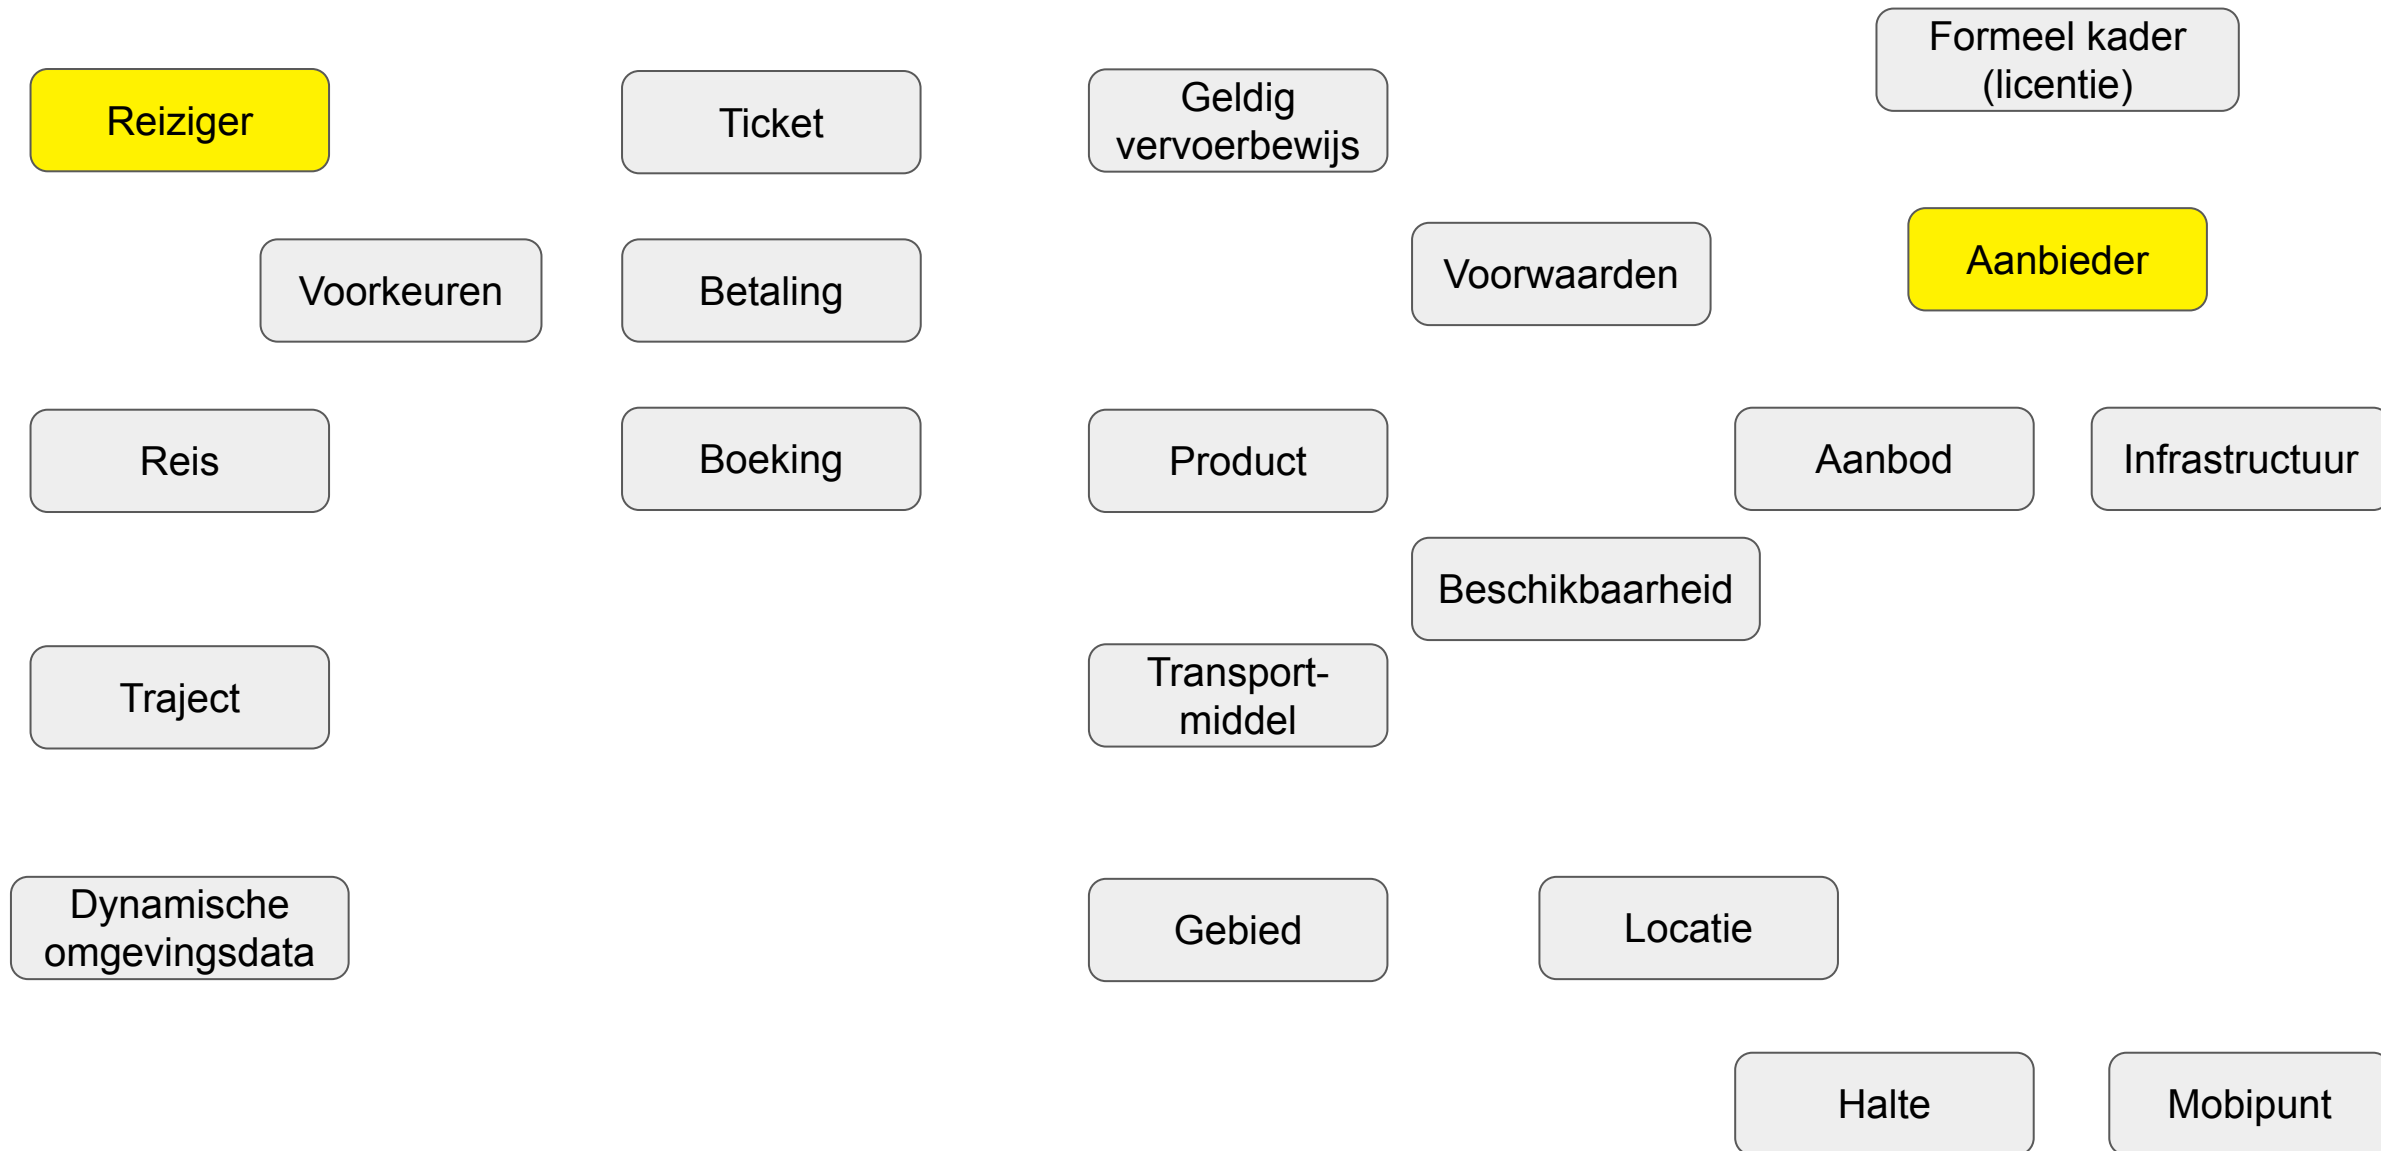 Formeel kader
(licentie)
Reiziger
Ticket
Geldig
vervoerbewijs
Voorkeuren
Betaling
Voorwaarden
Aanbieder
Reis
Boeking
Product
Aanbod
Infrastructuur
Beschikbaarheid
Traject
Transport-
middel
Dynamische
omgevingsdata
Gebied
Locatie
Halte
Mobipunt